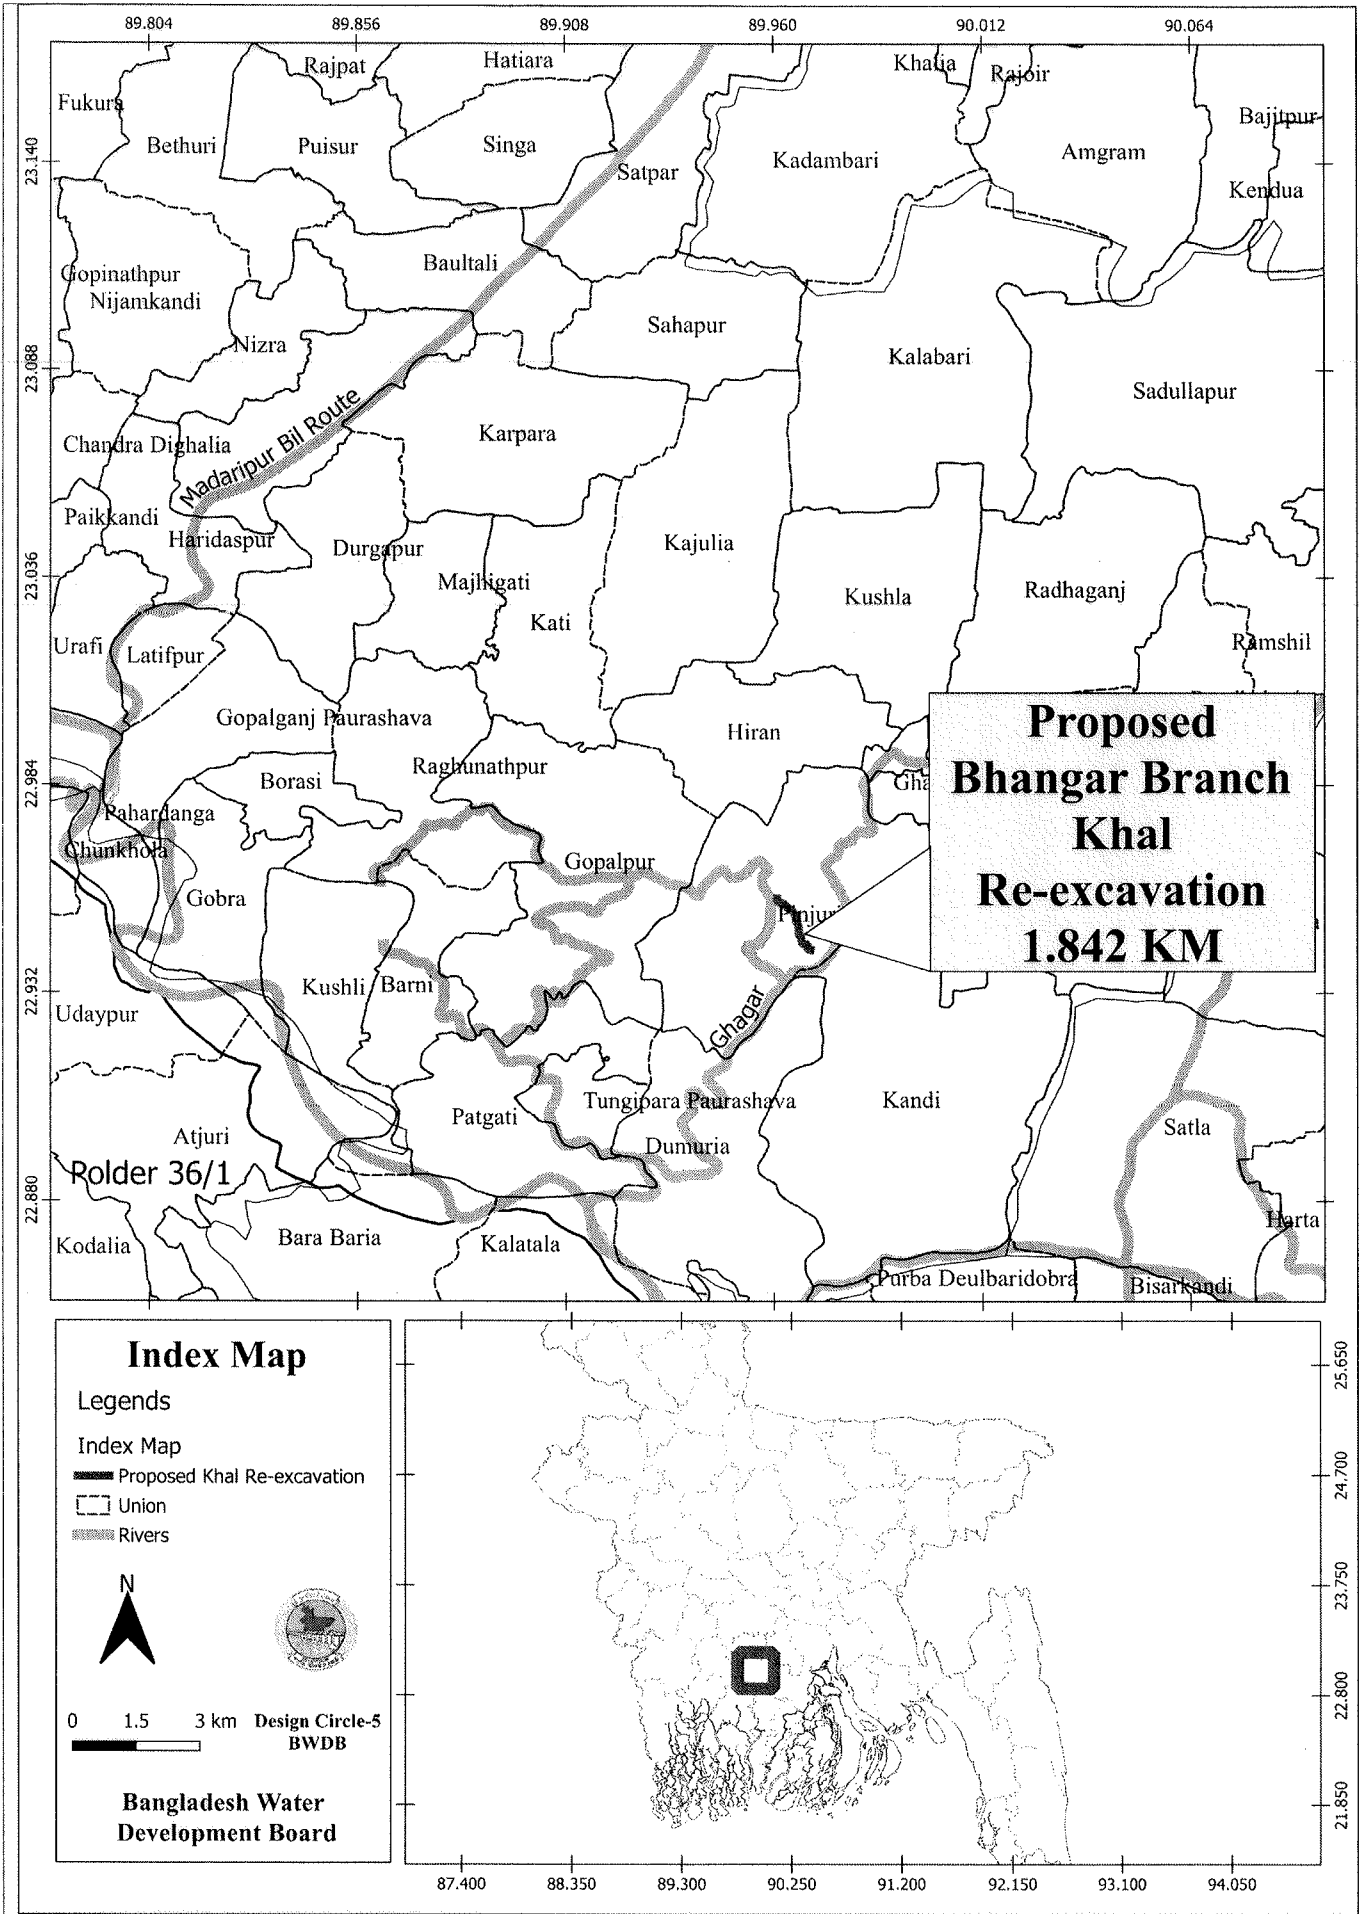 89.804 89.856 89.908 89.960 90.012 90.064
Rajpat Hatiara Khalia Rajoir
Fukura Bajitpur
Bethuri Puisur Singa Satpar Kadambari Amgram
23.140
Kendua
Gopinathpur Baultali
Nijamkandi
Nizra Sahapur Kalabari
23.088
Sadullapur
Madaripur Bil Route
Chandra Dighalia Karpara
Paikkandi
Haridaspur Durgapur Kajulia
23.036
Majhigati Kati Kushla Radhaganj
Urafi Latifpur Ramshil
Gopalganj Paurashava Hiran
Raghunathpur
22.984
Borasi Gha
Proposed
Bhangar Branch
Khal
Re-excavation
1.842 KM
Pahardanga
Chunkhola Gopalpur
Gobra Pinjur
22.932
Kushli Barni
Udaypur Ghagar
Patgati Tungipara Paurashava Kandi
Atjuri Dumuria Satla
Polder 36/1
22.880
Kodalia Bara Baria Kalatala Harta
Purba Deulbaridobra Bisarkandi
Index Map
Legends
Index Map
Proposed Khal Re-excavation
Union
Rivers
N
0 1.5 3 km
Design Circle-5
BWDB
Bangladesh Water
Development Board
25.650
24.700
23.750
22.800
21.850
87.400 88.350 89.300 90.250 91.200 92.150 93.100 94.050